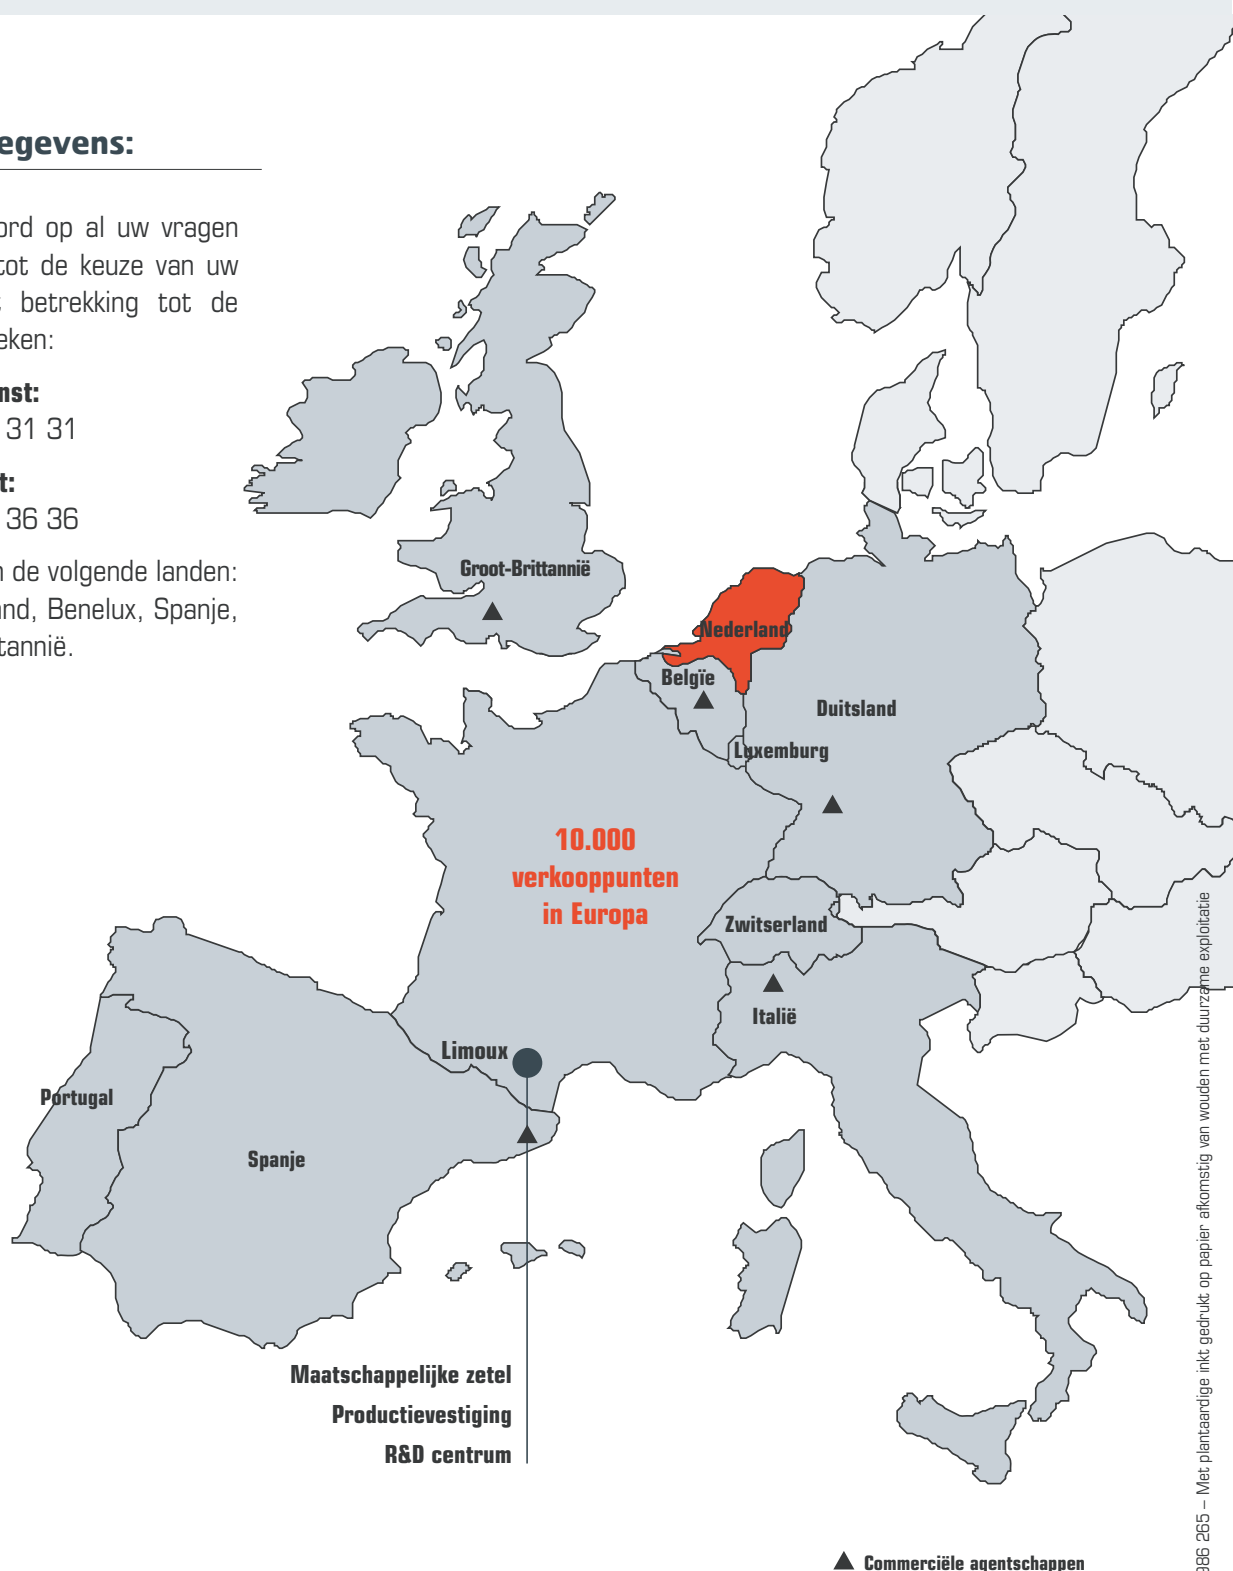 egevens:
ord op al uw vragen
tot de keuze van uw
betrekking tot de
eken:
nst:
31 31
t:
36 36
n de volgende landen:
and, Benelux, Spanje,
tannië.
Groot-Brittannië
Nederland
Belgïe
Duitsland
Luxemburg
10.000
verkooppunten
in Europa
Zwitserland
Italië
Limoux
Portugal
Spanje
Maatschappelijke zetel
Productievestiging
R&D centrum
▲ Commerciële agentschappen
986 265 – Met plantaardige inkt gedrukt op papier afkomstig van wouden met duurzame exploitatie